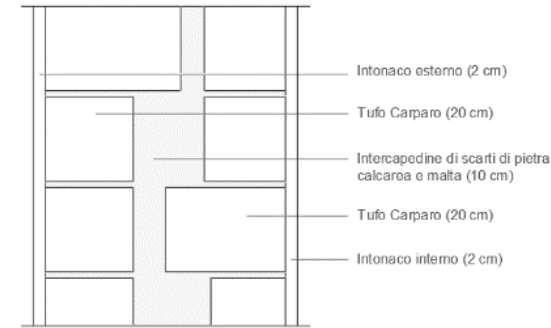 Intonaco esterno (2 cm)
Tufo Carparo (20 cm)
Intercapedine di scarti di pietra
calcarea e malta (10 cm)
Tufo Carparo (20 cm)
Intonaco interno (2 cm)